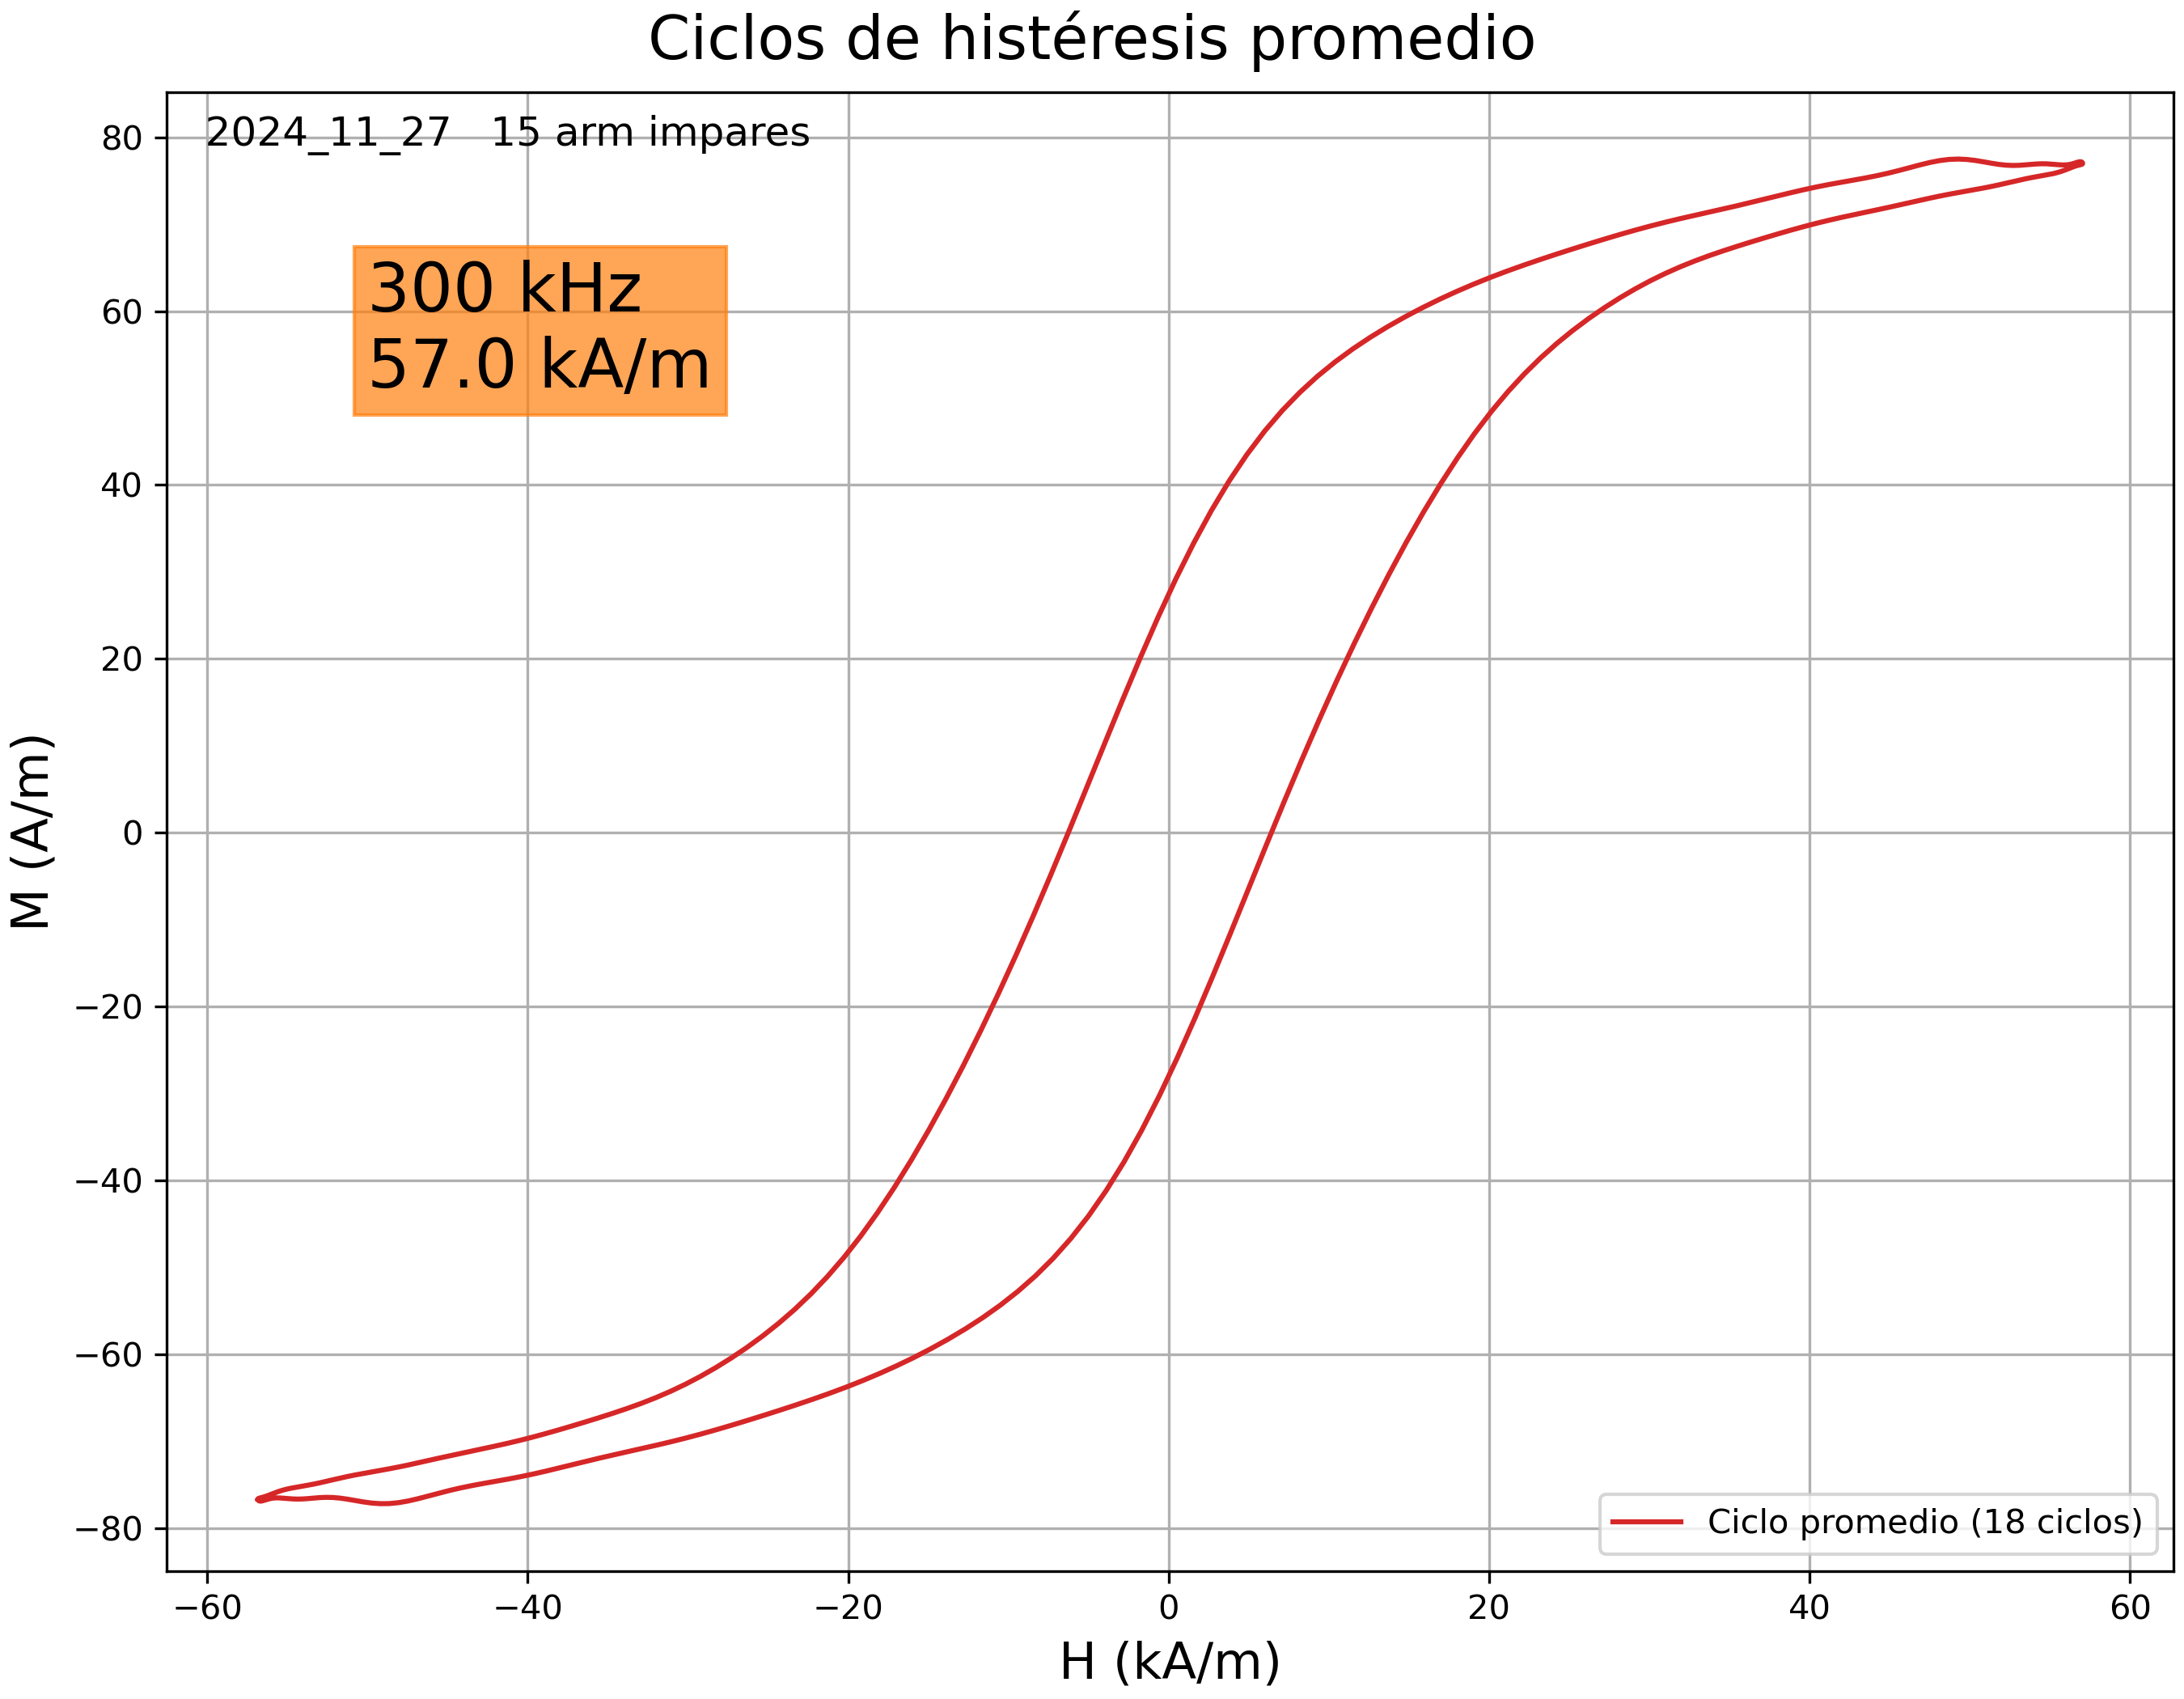 Ciclos de histéresis promedio
2024_11_27   15 arm impares
300 kHz
57.0 kA/m
M (A/m)
80
60
40
20
0
−20
−40
−60
−80
−60
−40
−20
0
20
40
60
H (kA/m)
Ciclo promedio (18 ciclos)